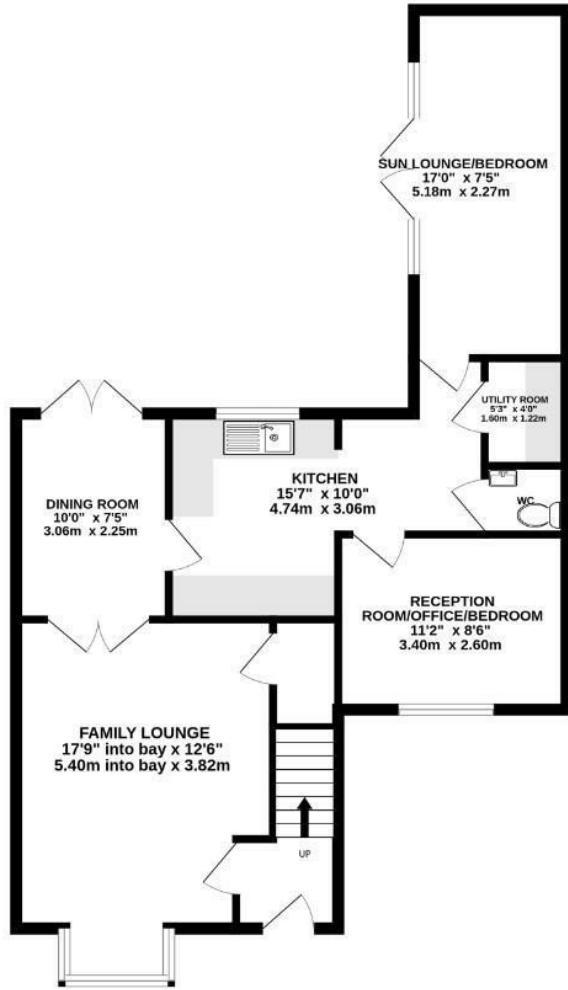 SUN LOUNGE/BEDROOM
17'0" x 7'5"
5.18m x 2.27m
UTILITY ROOM
5'3" x 4'0"
1.60m x 1.22m
KITCHEN
15'7" x 10'0"
4.74m x 3.06m
WC
DINING ROOM
10'0" x 7'5"
3.06m x 2.25m
RECEPTION
ROOM/OFFICE/BEDROOM
11'2" x 8'6"
3.40m x 2.60m
FAMILY LOUNGE
17'9" into bay x 12'6"
5.40m into bay x 3.82m
UP